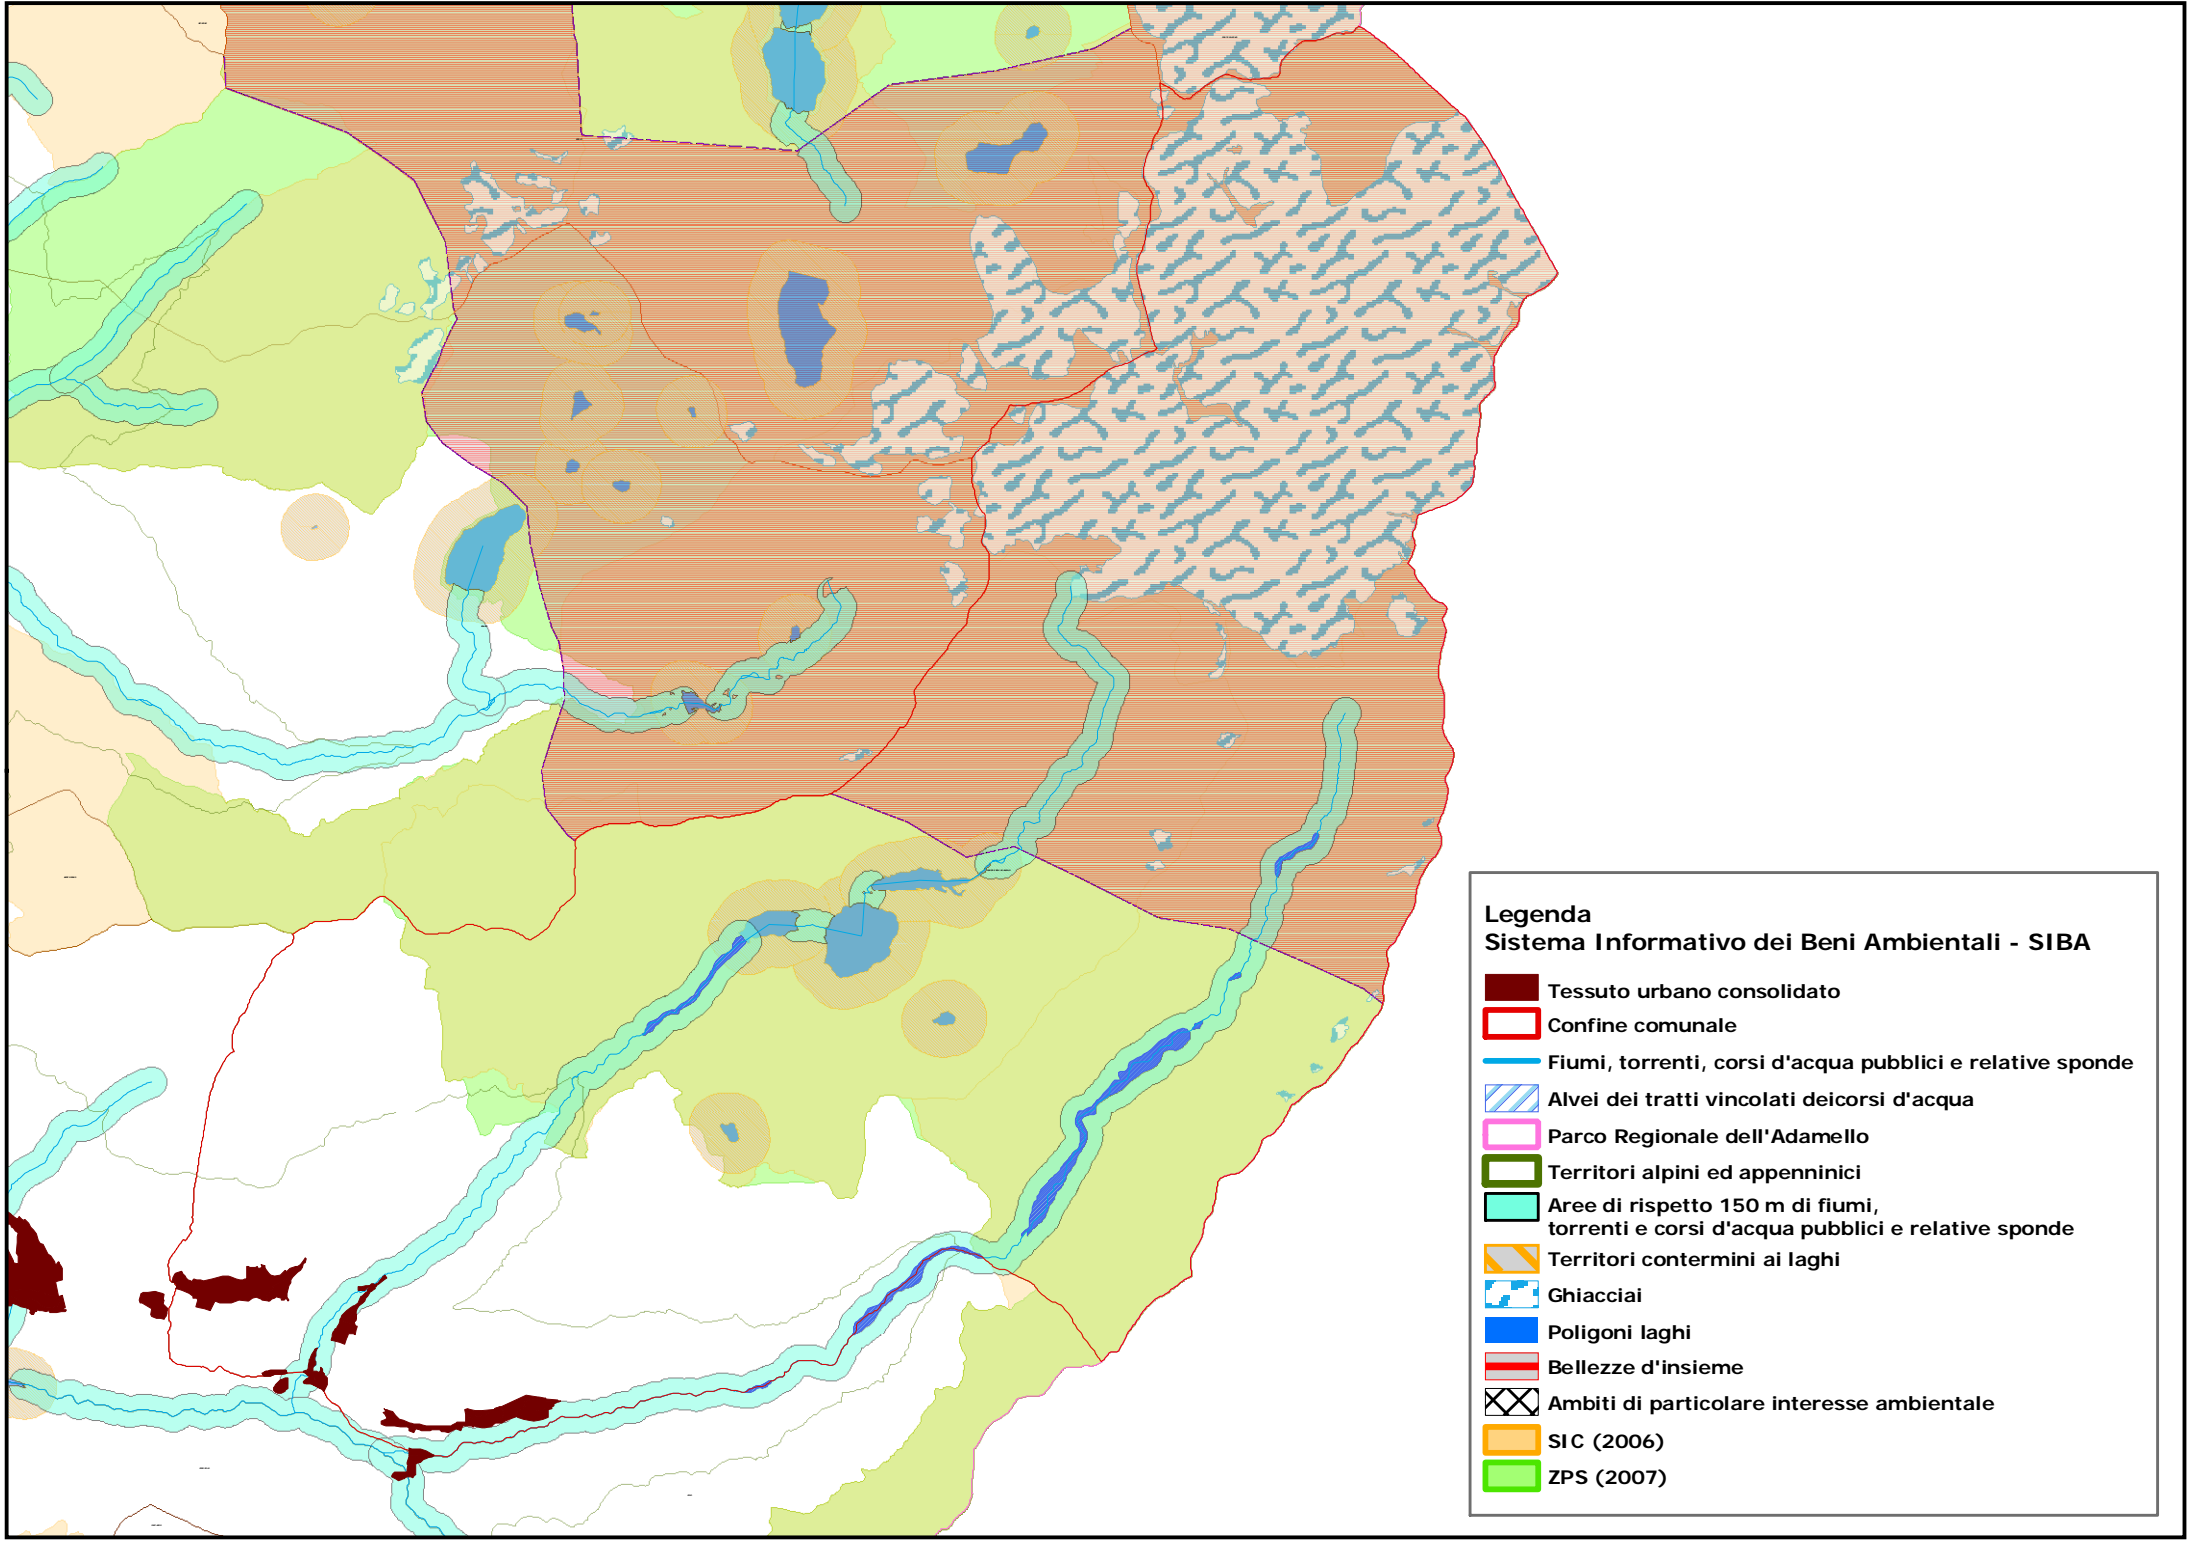 Legenda
Sistema Informativo dei Beni Ambientali - SIBA
Tessuto urbano consolidato
Confine comunale
Fiumi, torrenti, corsi d'acqua pubblici e relative sponde
Alvei dei tratti vincolati deicorsi d'acqua
Parco Regionale dell'Adamello
Territori alpini ed appenninici
Aree di rispetto 150 m di fiumi,
torrenti e corsi d'acqua pubblici e relative sponde
Territori contermini ai laghi
Ghiacciai
Poligoni laghi
Bellezze d'insieme
Ambiti di particolare interesse ambientale
SIC (2006)
ZPS (2007)